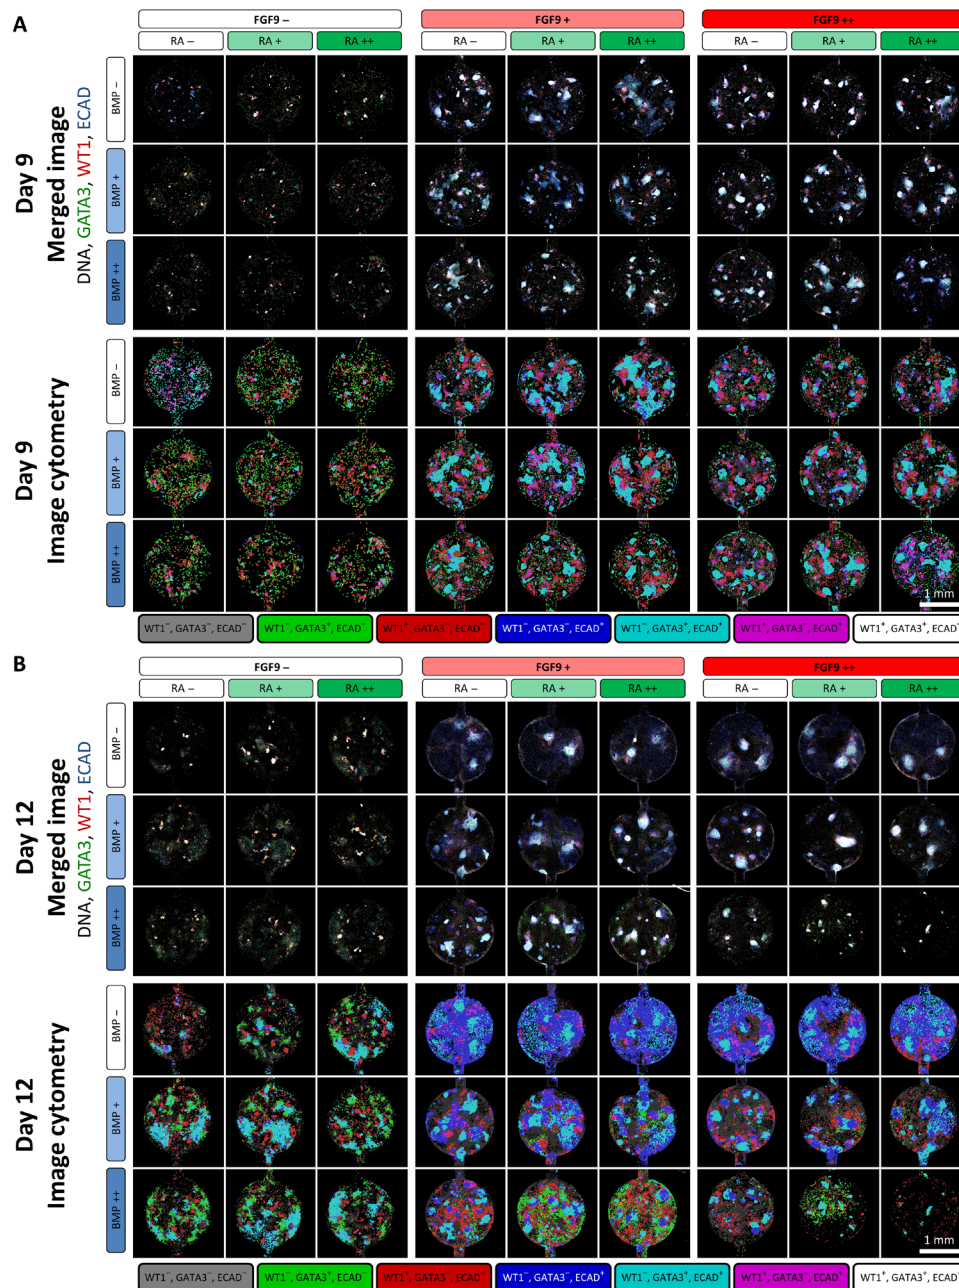 A
FGF9 – FGF9 + FGF9 ++
RA – RA + RA ++ RA – RA + RA ++ RA – RA + RA ++
Day 9
Merged image
DNA, GATA3, WT1, ECAD
BMP –
BMP +
BMP ++
Day 9
Image cytometry
BMP –
BMP +
BMP ++
1 mm
WT1⁻, GATA3⁻, ECAD⁻ WT1⁻, GATA3⁺, ECAD⁻ WT1⁺, GATA3⁻, ECAD⁻ WT1⁻, GATA3⁻, ECAD⁺ WT1⁻, GATA3⁺, ECAD⁺ WT1⁺, GATA3⁻, ECAD⁺ WT1⁺, GATA3⁺, ECAD
B
FGF9 – FGF9 + FGF9 ++
RA – RA + RA ++ RA – RA + RA ++ RA – RA + RA ++
Day 12
Merged image
DNA, GATA3, WT1, ECAD
BMP –
BMP +
BMP ++
Day 12
Image cytometry
BMP –
BMP +
BMP ++
1 mm
WT1⁻, GATA3⁻, ECAD⁻ WT1⁻, GATA3⁺, ECAD⁻ WT1⁺, GATA3⁻, ECAD⁻ WT1⁻, GATA3⁻, ECAD⁺ WT1⁻, GATA3⁺, ECAD⁺ WT1⁺, GATA3⁻, ECAD⁺ WT1⁺, GATA3⁺, ECAD